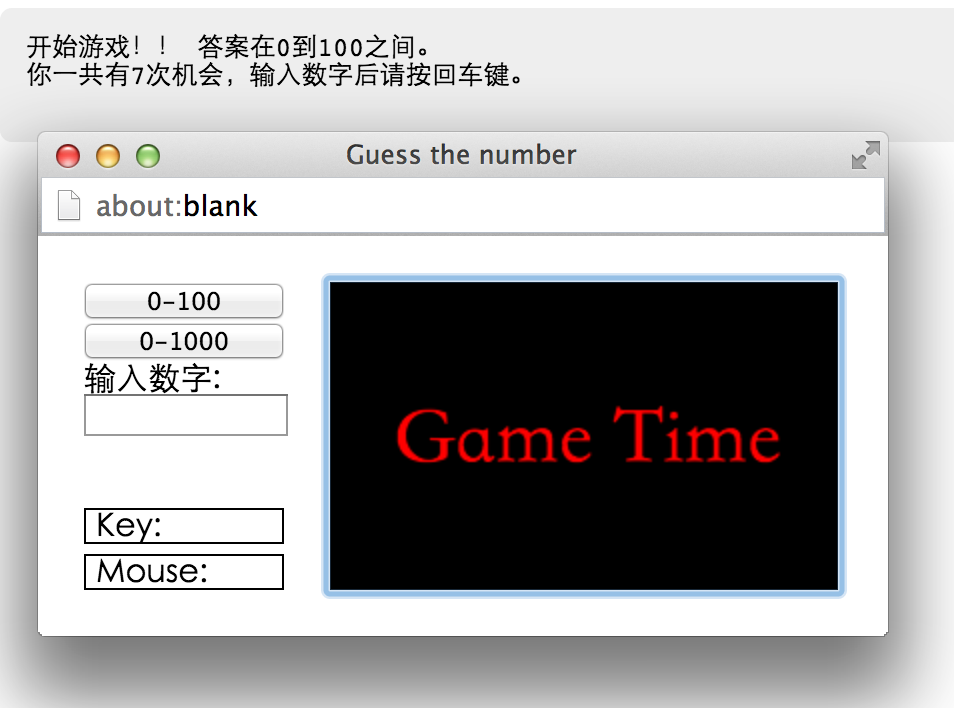 开始游戏！！ 答案在0到100之间。
你一共有7次机会，输入数字后请按回车键。
Guess the number
about:blank
0-100
0-1000
输入数字:
Game Time
Key:
Mouse: